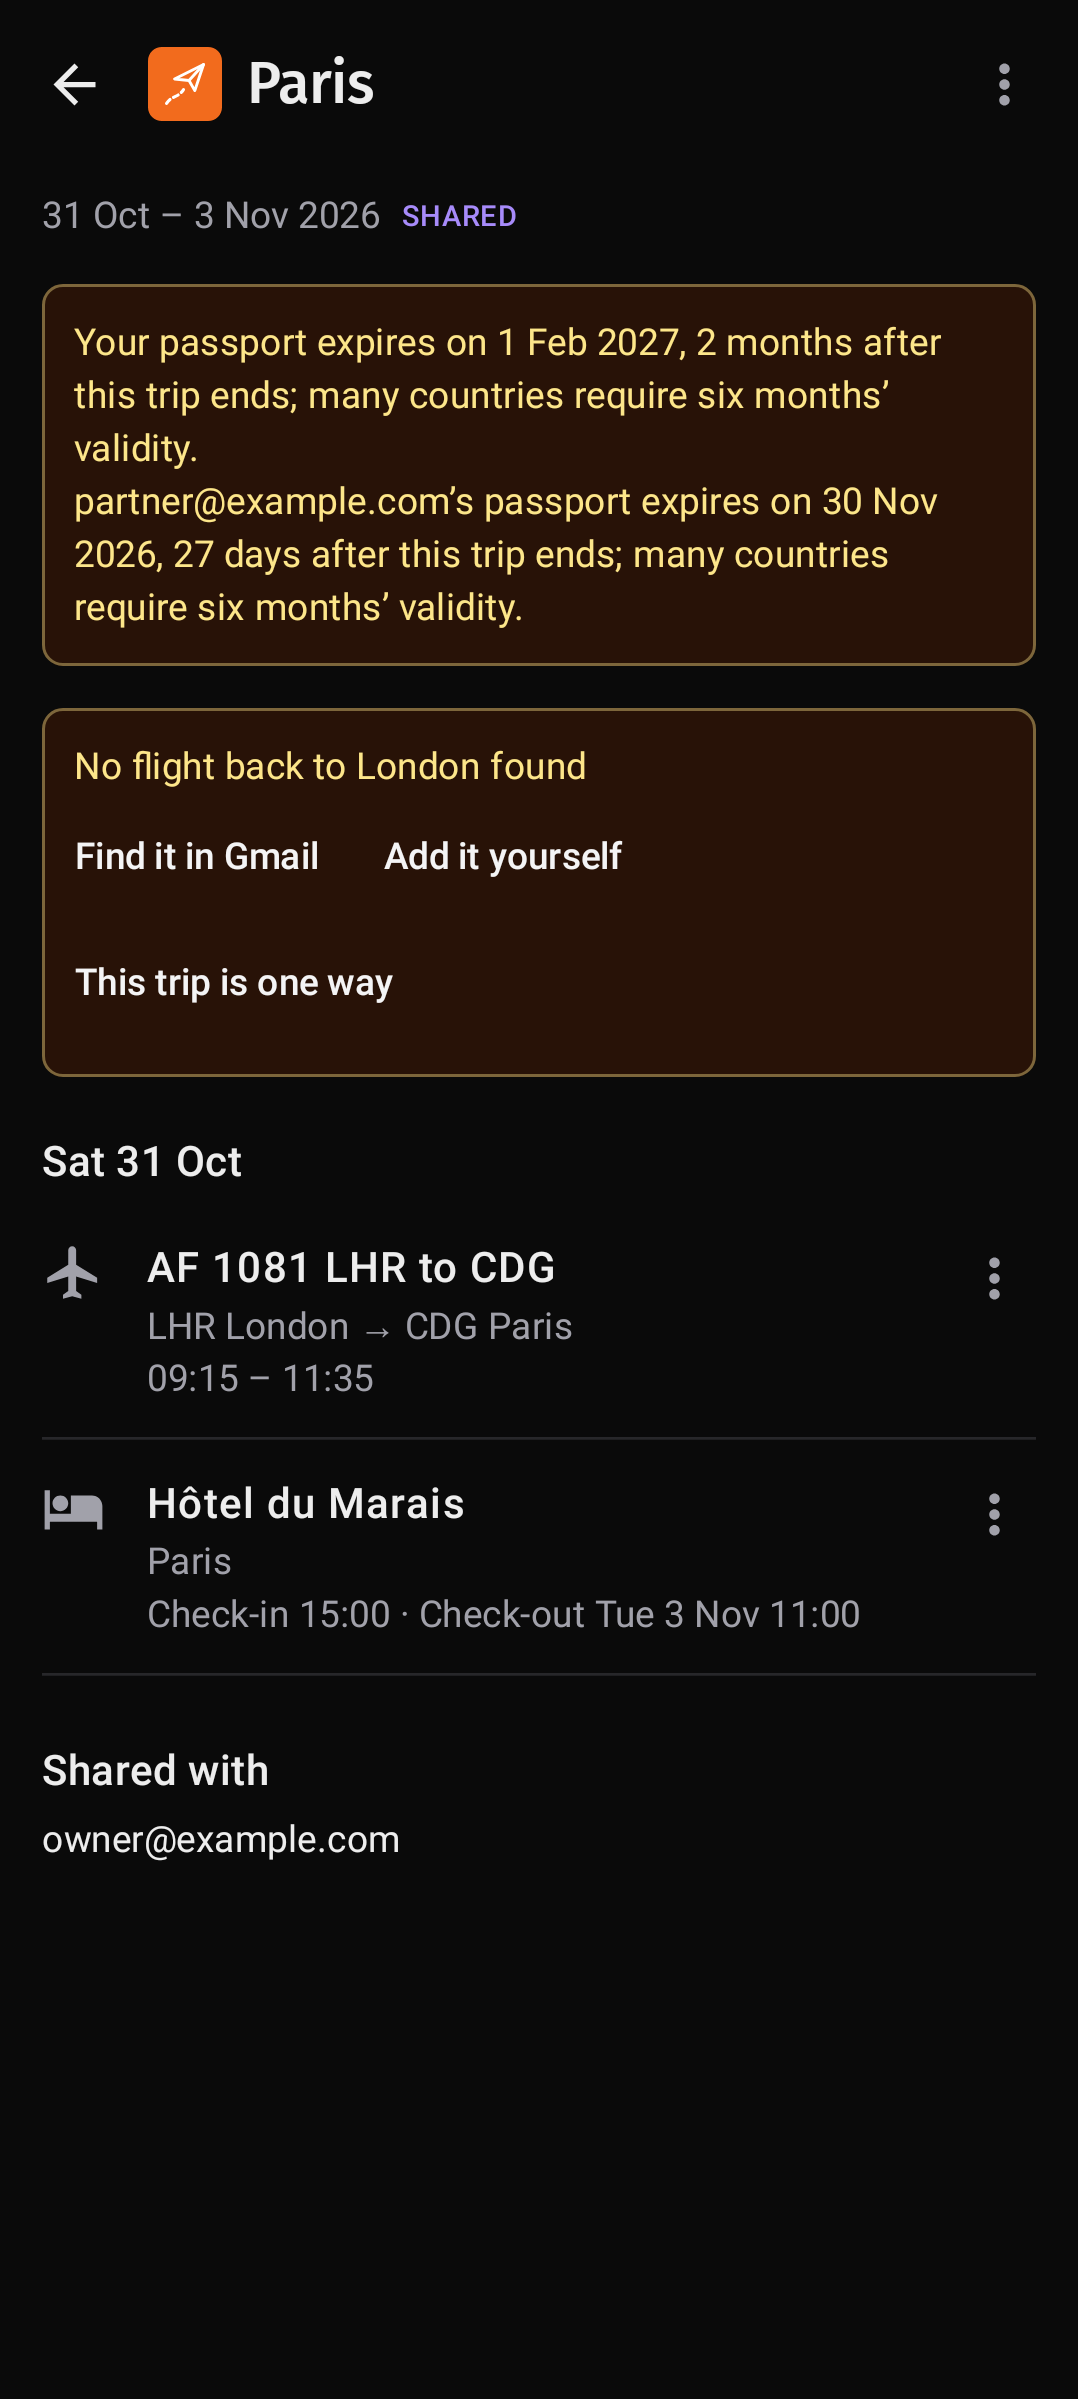 Paris
31 Oct – 3 Nov 2026 SHARED
Your passport expires on 1 Feb 2027, 2 months after
this trip ends; many countries require six months’
validity.
partner@example.com’s passport expires on 30 Nov
2026, 27 days after this trip ends; many countries
require six months’ validity.
No flight back to London found
Find it in Gmail Add it yourself
This trip is one way
Sat 31 Oct
AF 1081 LHR to CDG
LHR London → CDG Paris
09:15 – 11:35
Hôtel du Marais
Paris
Check-in 15:00 · Check-out Tue 3 Nov 11:00
Shared with
owner@example.com